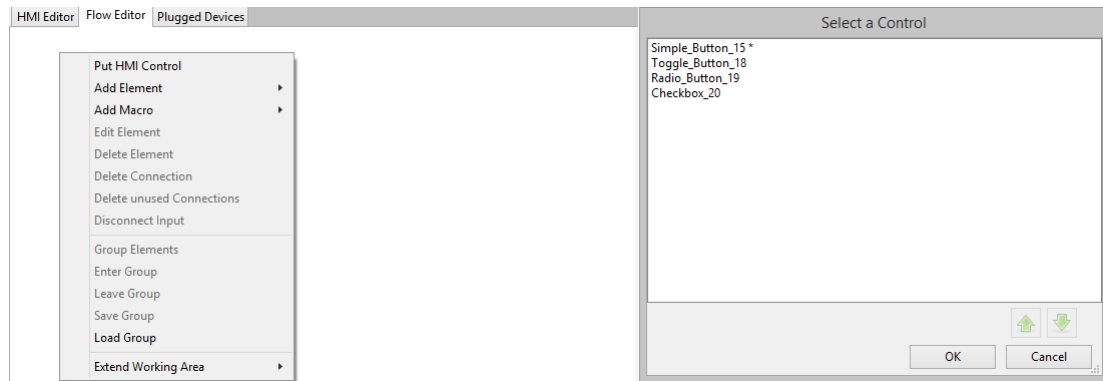 HMI Editor Flow Editor Plugged Devices
Put HMI Control
Add Element
Add Macro
Edit Element
Delete Element
Delete Connection
Delete unused Connections
Disconnect Input
Group Elements
Enter Group
Leave Group
Save Group
Load Group
Extend Working Area
Select a Control
Simple_Button_15 *
Toggle_Button_18
Radio_Button_19
Checkbox_20
OK Cancel